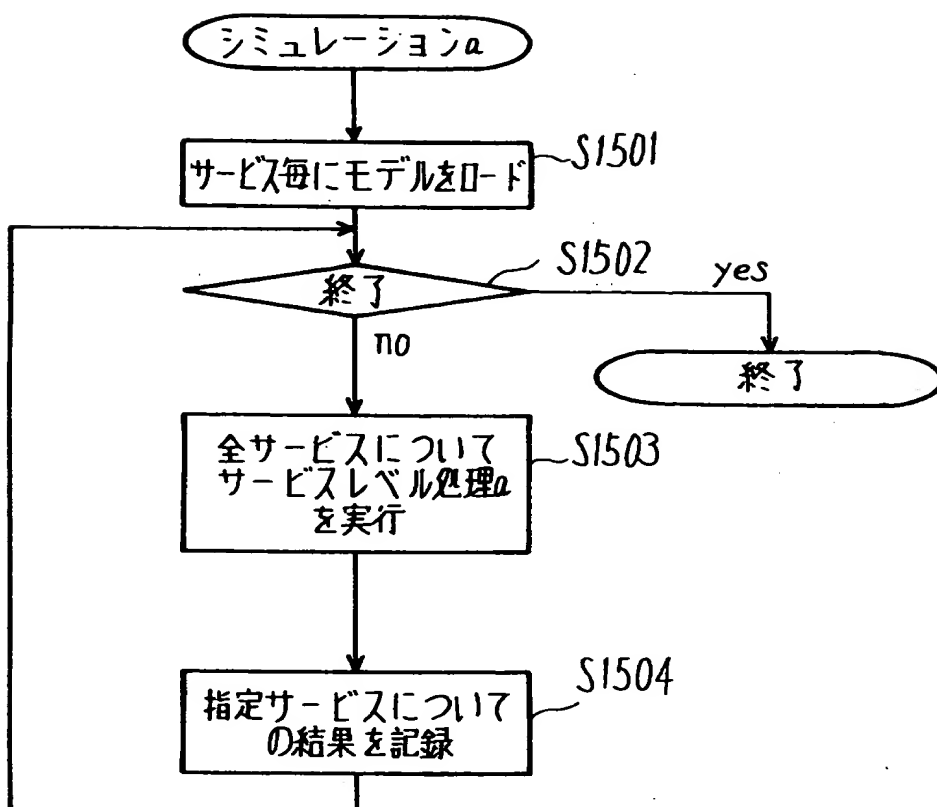 シミュレーションa
サービス毎にモデルをロード
S1501
終了
S1502
yes
no
終了
全サービスについて
サービスレベル処理a
を実行
S1503
指定サービスについて
の結果を記録
S1504